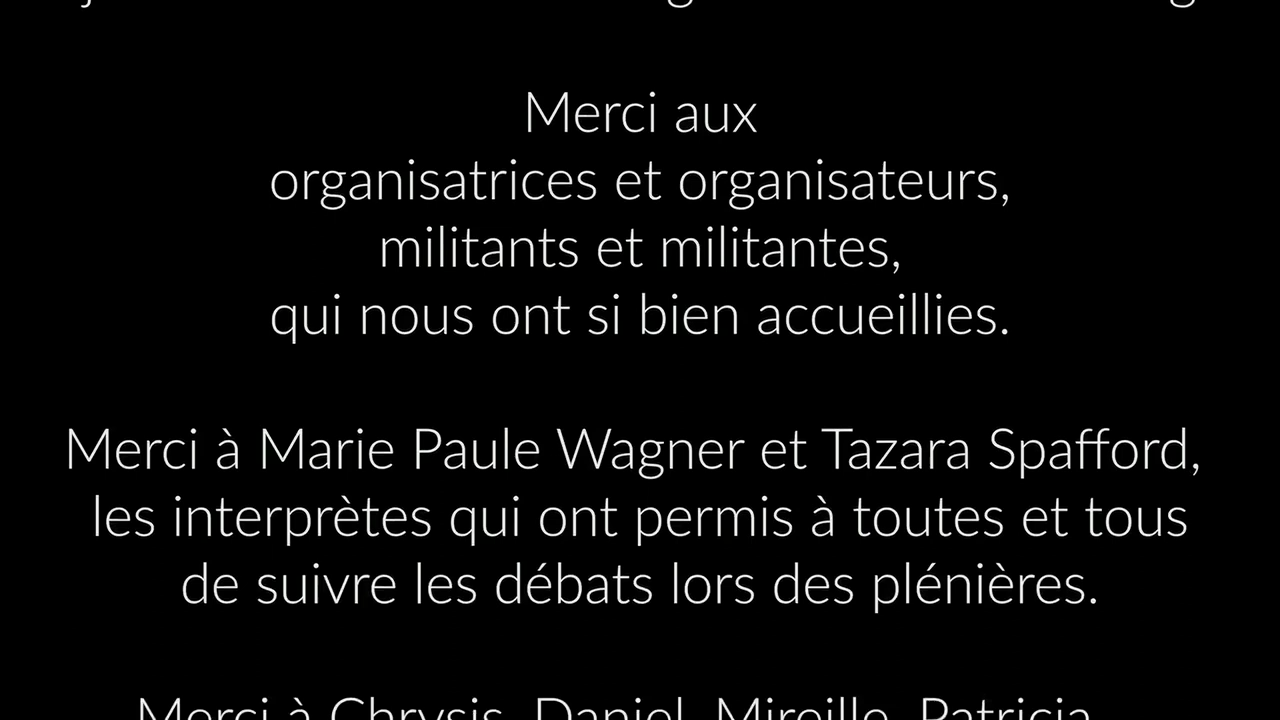 Merci aux
organisatrices et organisateurs,
militants et militantes,
qui nous ont si bien accueillies.
Merci à Marie Paule Wagner et Tazara Spafford,
les interprètes qui ont permis à toutes et tous
de suivre les débats lors des plénières.
Merci à Chrysis, Daniel, Mireille, Patricia